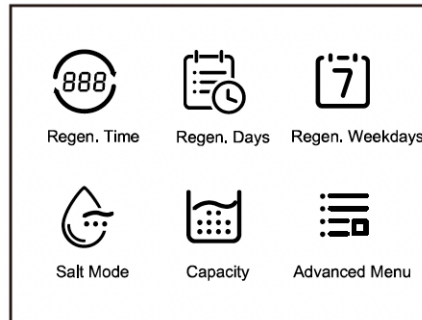 888
7
Regen. Time Regen. Days Regen. Weekdays
Salt Mode Capacity Advanced Menu